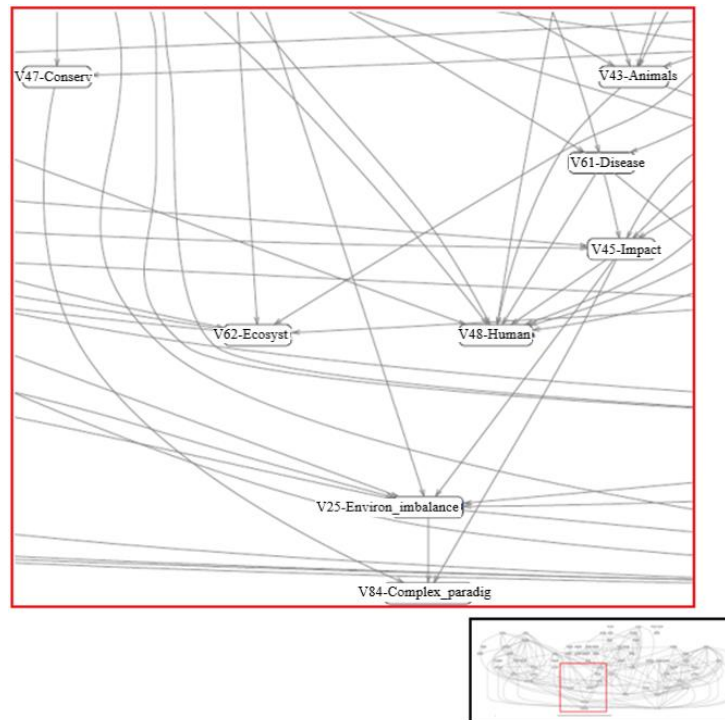 V47-Conserv
V43-Animals
V61-Disease
V45-Impact
V62-Ecosyst
V48-Human
V25-Environ_imbalance
V84-Complex_paradig